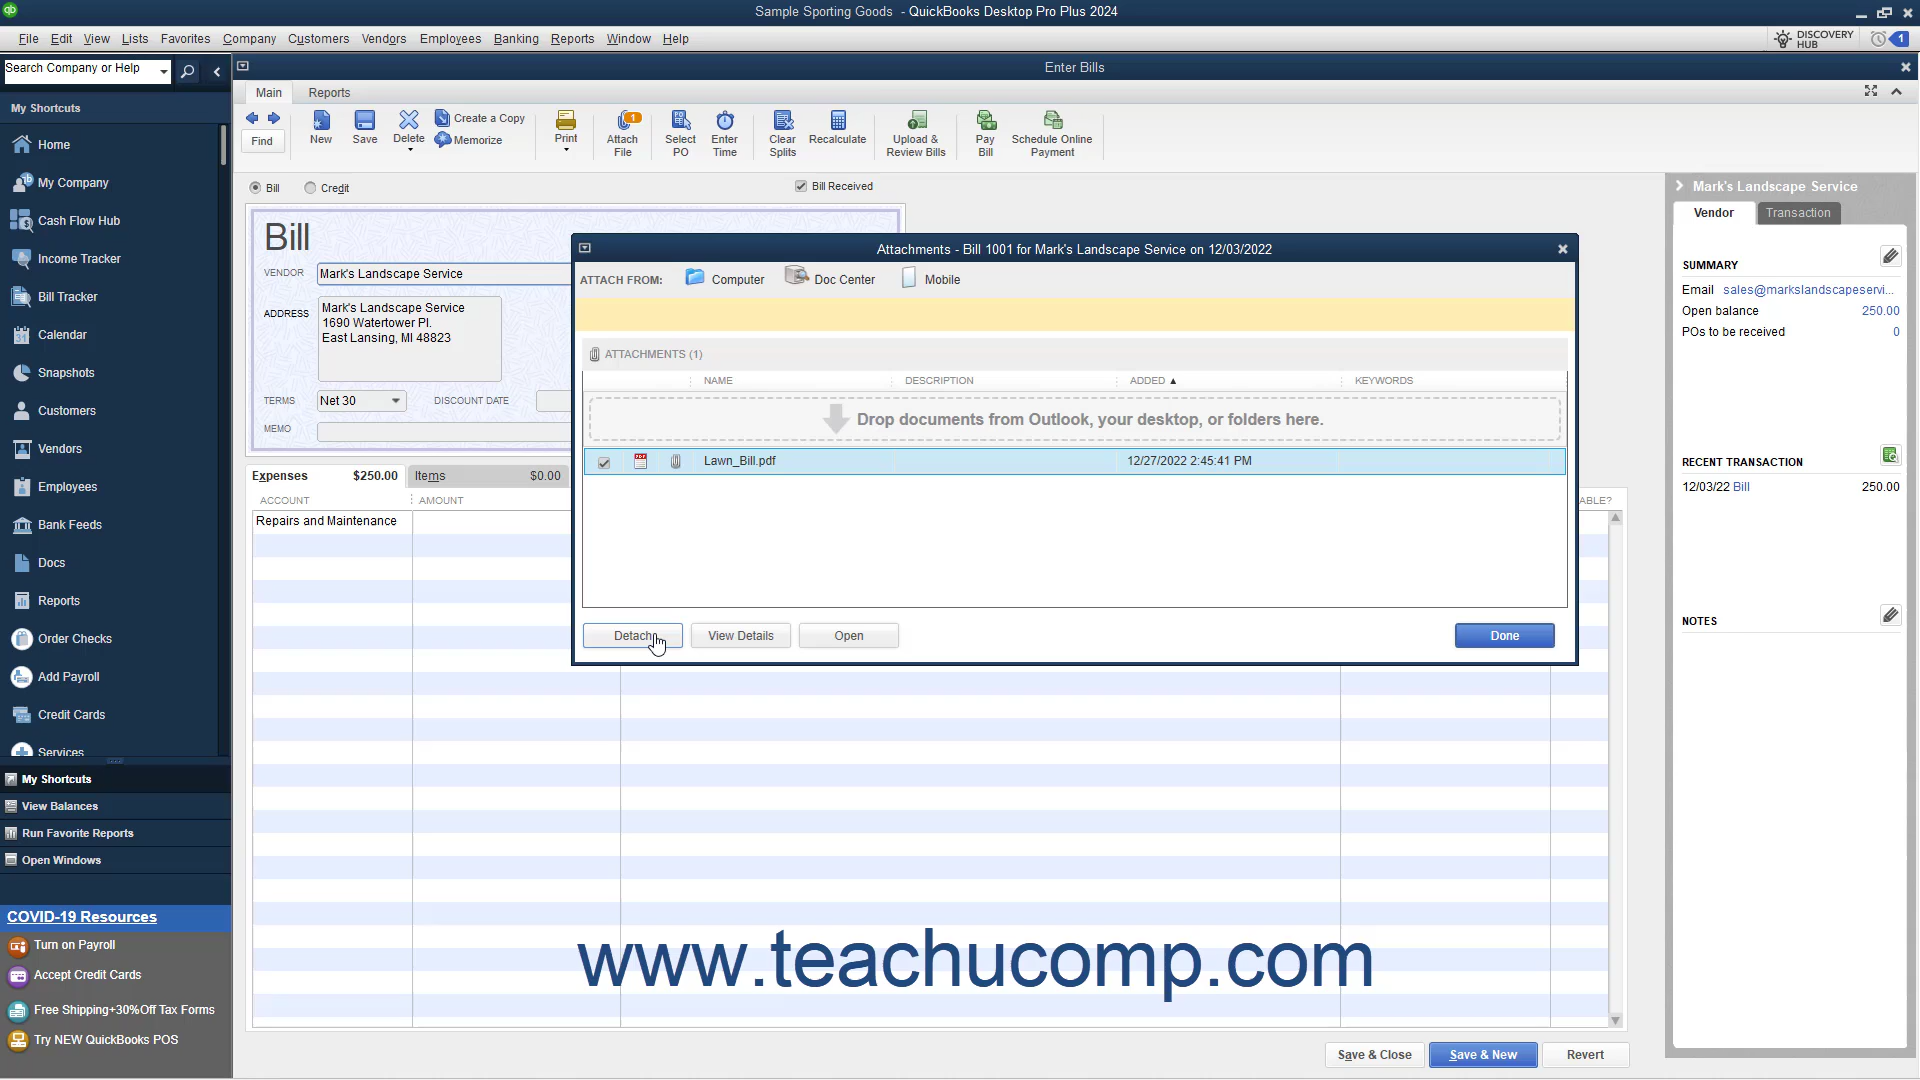 Sample Sporting Goods - QuickBooks Desktop Pro Plus 2024
File Edit View Lists Favorites Company Customers Vendors Employees Banking Reports Window Help
DISCOVERY HUB 1
Search Company or Help
Enter Bills
My Shortcuts
Home
My Company
Cash Flow Hub
Income Tracker
Bill Tracker
Calendar
Snapshots
Customers
Vendors
Employees
Bank Feeds
Docs
Reports
Order Checks
Add Payroll
Credit Cards
Services
My Shortcuts
View Balances
Run Favorite Reports
Open Windows
COVID-19 Resources
Turn on Payroll
Accept Credit Cards
Free Shipping+30%Off Tax Forms
Try NEW QuickBooks POS
Main Reports
Find
New
Save
Delete
Create a Copy
Memorize
Print
1
Attach File
Select PO
Enter Time
Clear Splits
Recalculate
Upload & Review Bills
Pay Bill
Schedule Online Payment
Bill Credit Bill Received
Bill
VENDOR Mark's Landscape Service
ADDRESS Mark's Landscape Service
1690 Watertower Pl.
East Lansing, MI 48823
TERMS Net 30 DISCOUNT DATE
MEMO
Expenses $250.00 Items $0.00
ACCOUNT AMOUNT ABLE?
Repairs and Maintenance
Attachments - Bill 1001 for Mark's Landscape Service on 12/03/2022
ATTACH FROM: Computer Doc Center Mobile
ATTACHMENTS (1)
NAME DESCRIPTION ADDED KEYWORDS
Drop documents from Outlook, your desktop, or folders here.
Lawn_Bill.pdf 12/27/2022 2:45:41 PM
Detach View Details Open Done
Mark's Landscape Service
Vendor Transaction
SUMMARY
Email sales@markslandscapeservi...
Open balance 250.00
POs to be received 0
RECENT TRANSACTION
12/03/22 Bill 250.00
NOTES
www.teachucomp.com
Save & Close Save & New Revert